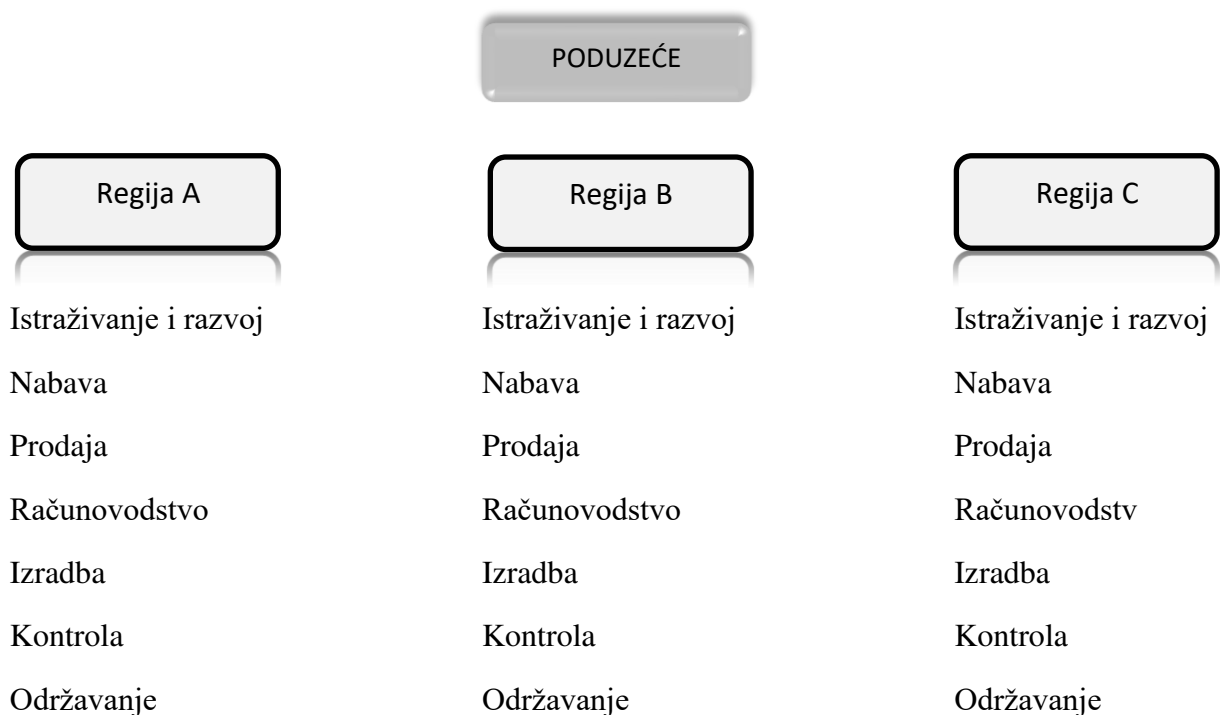 PODUZEĆE
Regija A Regija B Regija C
Istraživanje i razvoj Istraživanje i razvoj Istraživanje i razvoj
Nabava Nabava Nabava
Prodaja Prodaja Prodaja
Računovodstvo Računovodstvo Računovodstv
Izradba Izradba Izradba
Kontrola Kontrola Kontrola
Održavanje Održavanje Održavanje